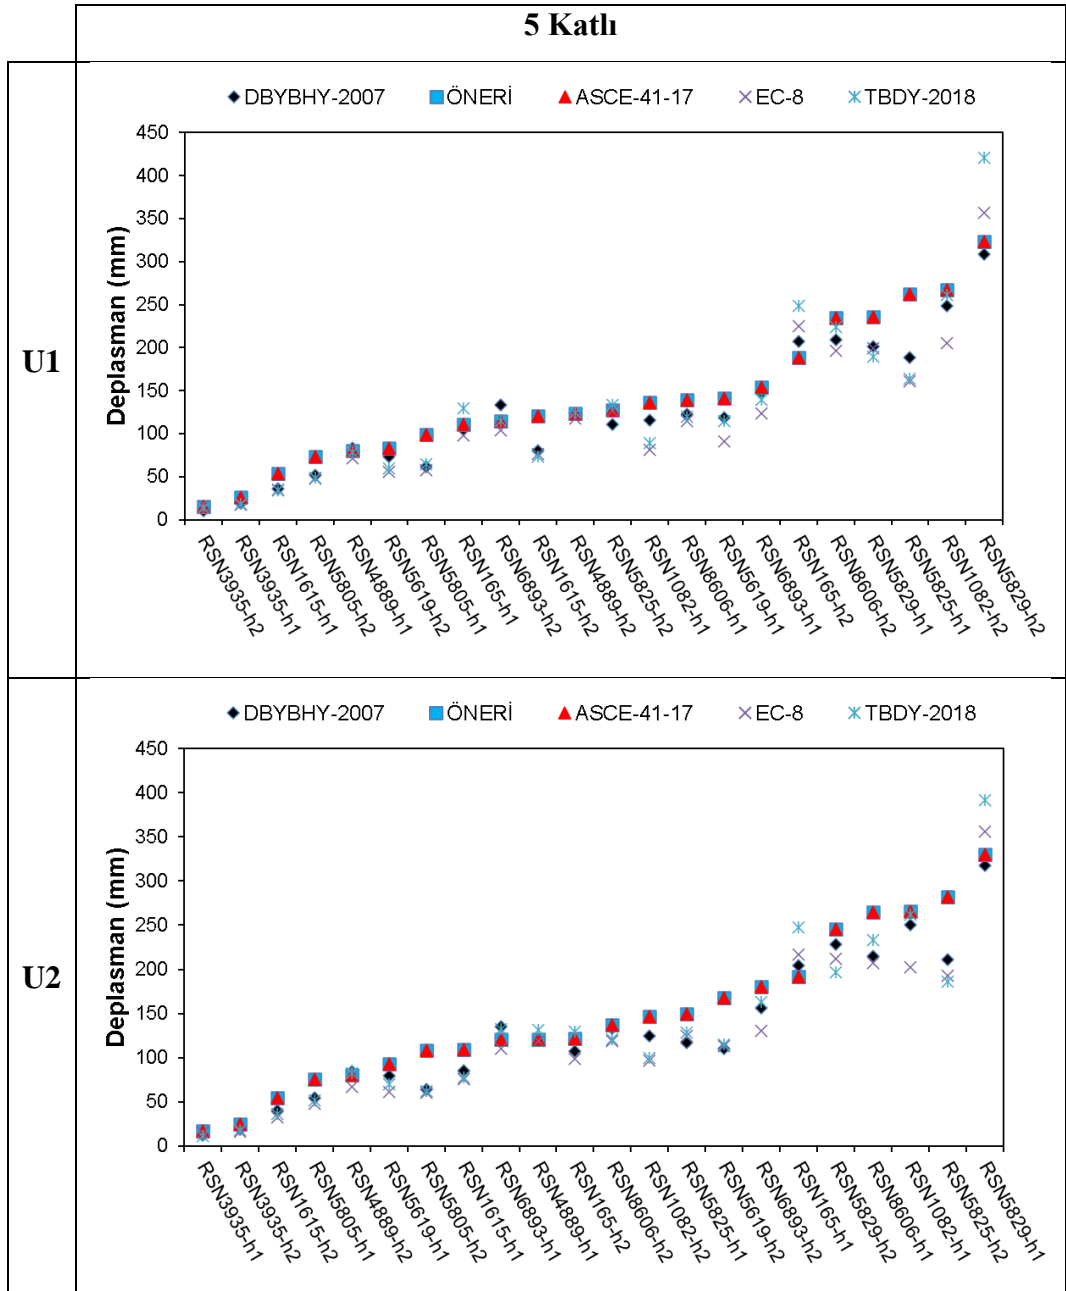 5 Katlı
U1
DBYBHY-2007 ÖNERİ ASCE-41-17 EC-8 TBDY-2018
Deplasman (mm)
450
400
350
300
250
200
150
100
50
0
RSN3935-h2
RSN3935-h1
RSN1615-h1
RSN5805-h2
RSN4889-h1
RSN5619-h2
RSN5805-h1
RSN165-h1
RSN6893-h2
RSN1615-h2
RSN4889-h2
RSN5825-h2
RSN1082-h1
RSN8606-h1
RSN5619-h1
RSN6893-h1
RSN165-h2
RSN8606-h2
RSN5829-h1
RSN5825-h1
RSN1082-h2
RSN5829-h2
U2
DBYBHY-2007 ÖNERİ ASCE-41-17 EC-8 TBDY-2018
Deplasman (mm)
450
400
350
300
250
200
150
100
50
0
RSN3935-h1
RSN3935-h2
RSN1615-h2
RSN5805-h1
RSN4889-h2
RSN5619-h1
RSN5805-h2
RSN1615-h1
RSN6893-h1
RSN4889-h1
RSN165-h2
RSN8606-h2
RSN1082-h2
RSN5825-h1
RSN5619-h2
RSN6893-h2
RSN165-h1
RSN5829-h2
RSN8606-h1
RSN1082-h1
RSN5825-h2
RSN5829-h1